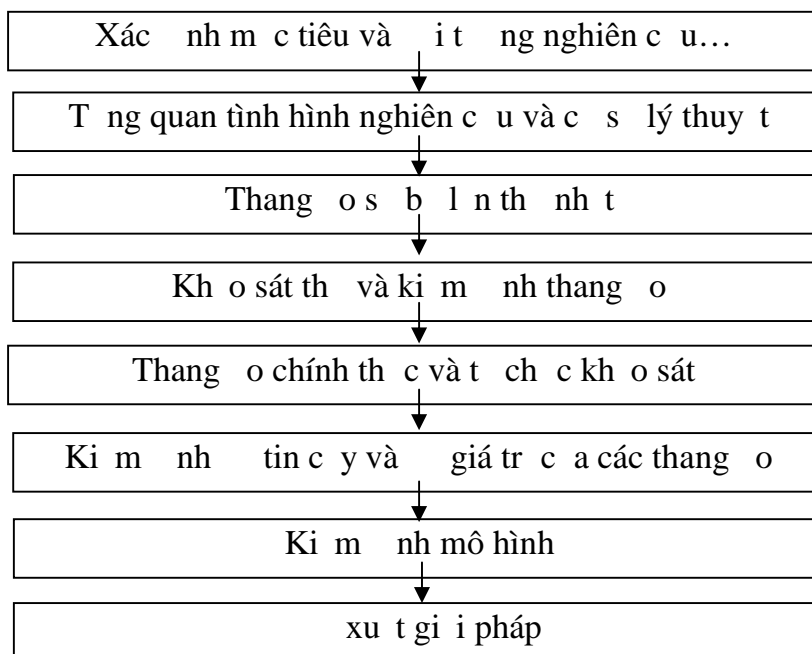 Xác nh m c tiêu và i t ng nghiên c u…
T ng quan tình hình nghiên c u và c s lý thuy t
Thang o s b l n th nh t
Kh o sát th và ki m nh thang o
Thang o chính th c và t ch c kh o sát
Ki m nh tin c y và giá tr c a các thang o
Ki m nh mô hình
xu t gi i pháp